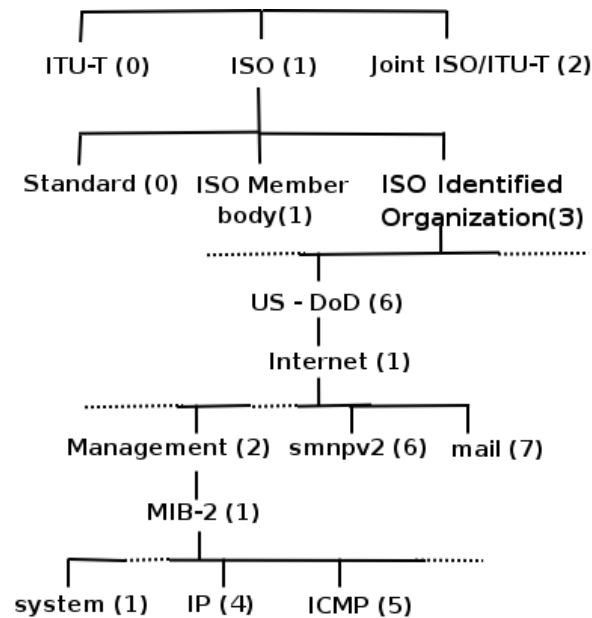 ITU-T (0) ISO (1) Joint ISO/ITU-T (2)
Standard (0) ISO Member body(1) ISO Identified Organization(3)
US - DoD (6)
Internet (1)
Management (2) smnpv2 (6) mail (7)
MIB-2 (1)
system (1) IP (4) ICMP (5)